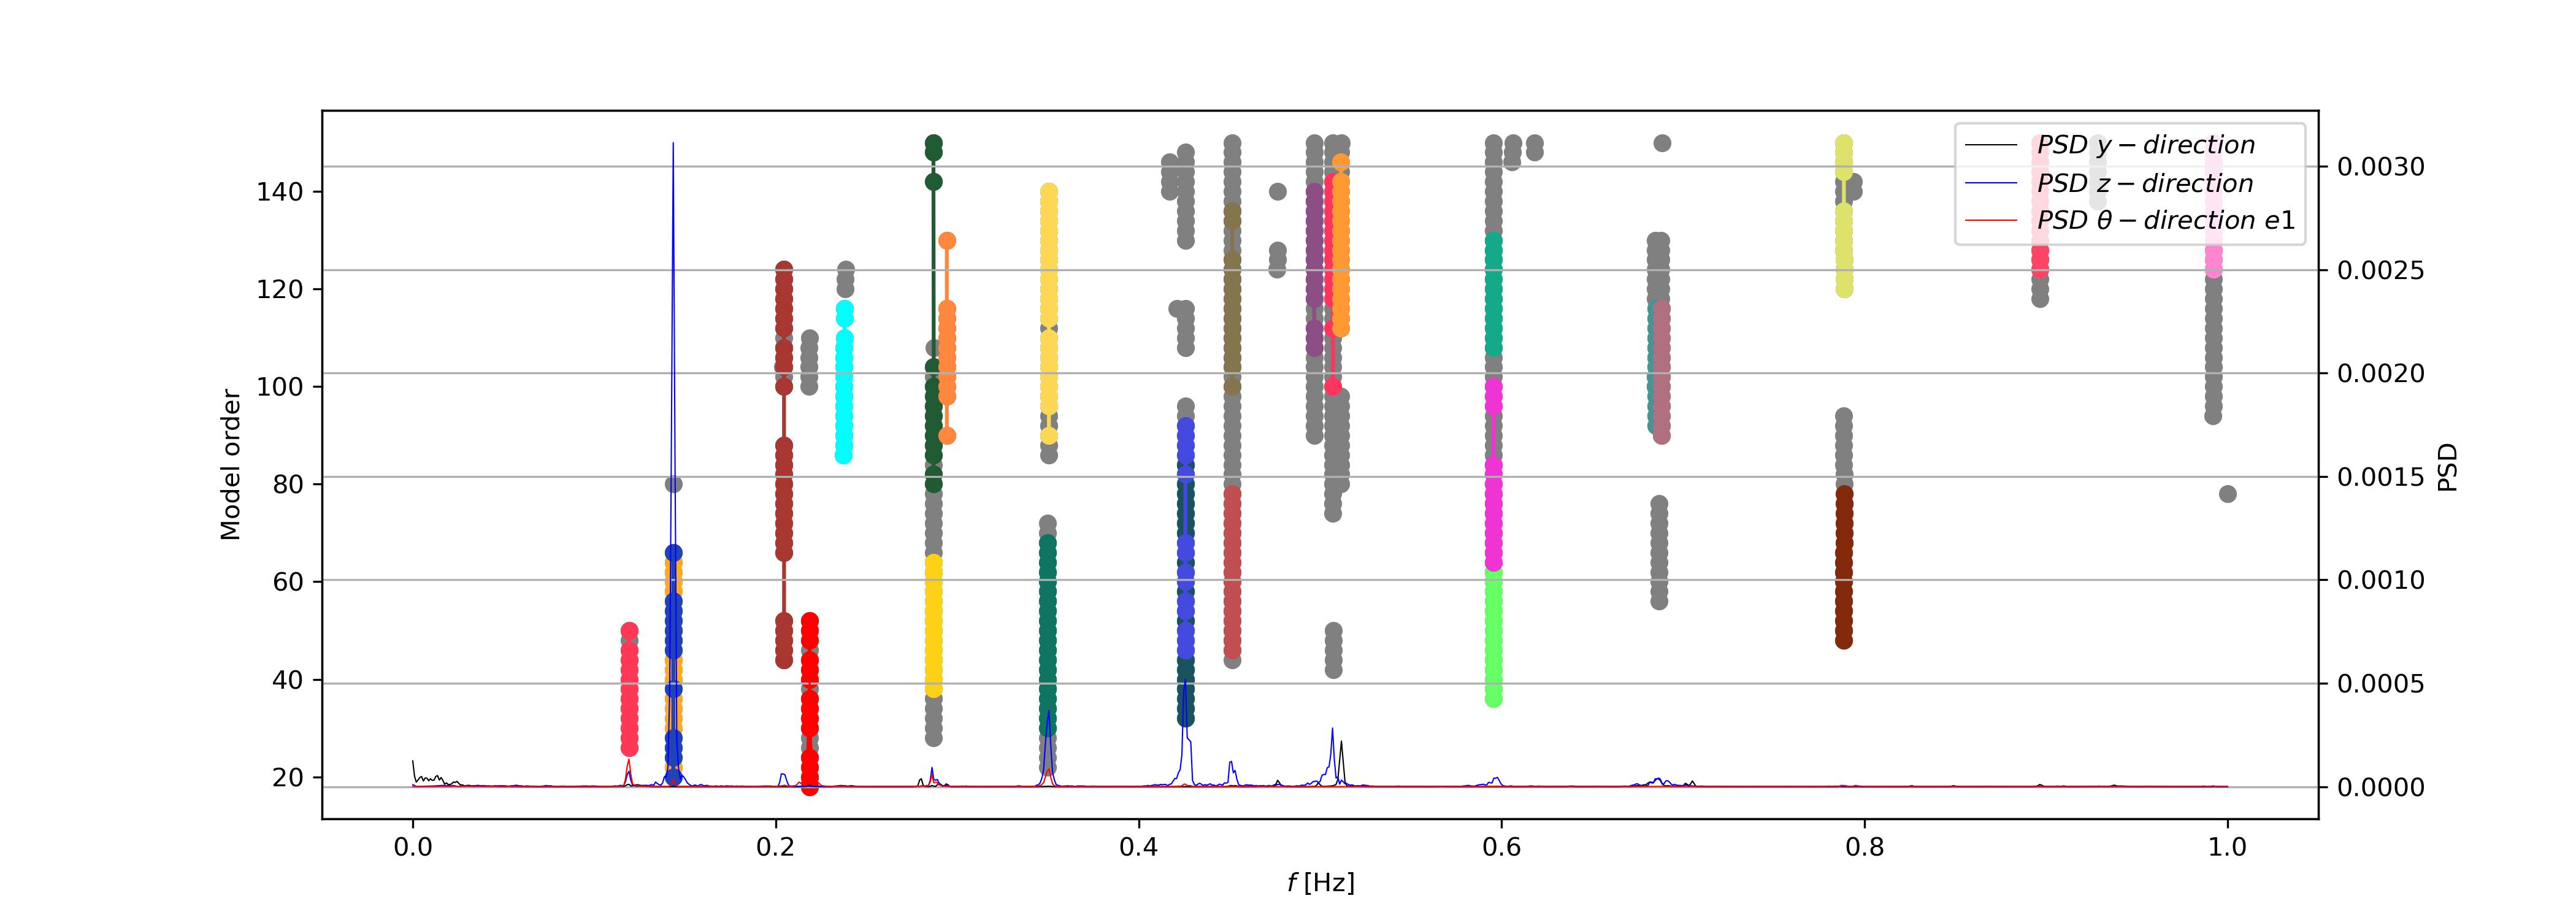 PSD y − direction
PSD z − direction
PSD θ − direction e1
Model order
140
120
100
80
60
40
20
0.0030
0.0025
0.0020
0.0015
0.0010
0.0005
0.0000
PSD
0.0 0.2 0.4 0.6 0.8 1.0
f [Hz]